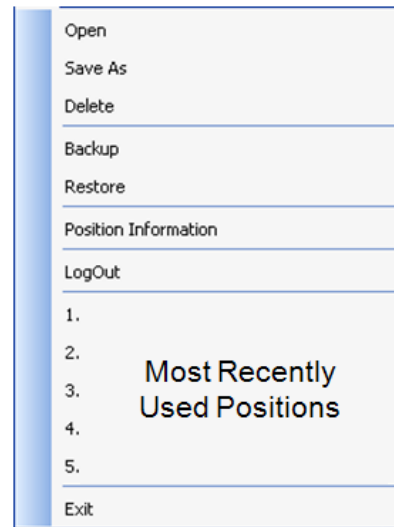 Open
Save As
Delete
Backup
Restore
Position Information
LogOut
1.
2.
Most Recently
3.
Used Positions
4.
5.
Exit